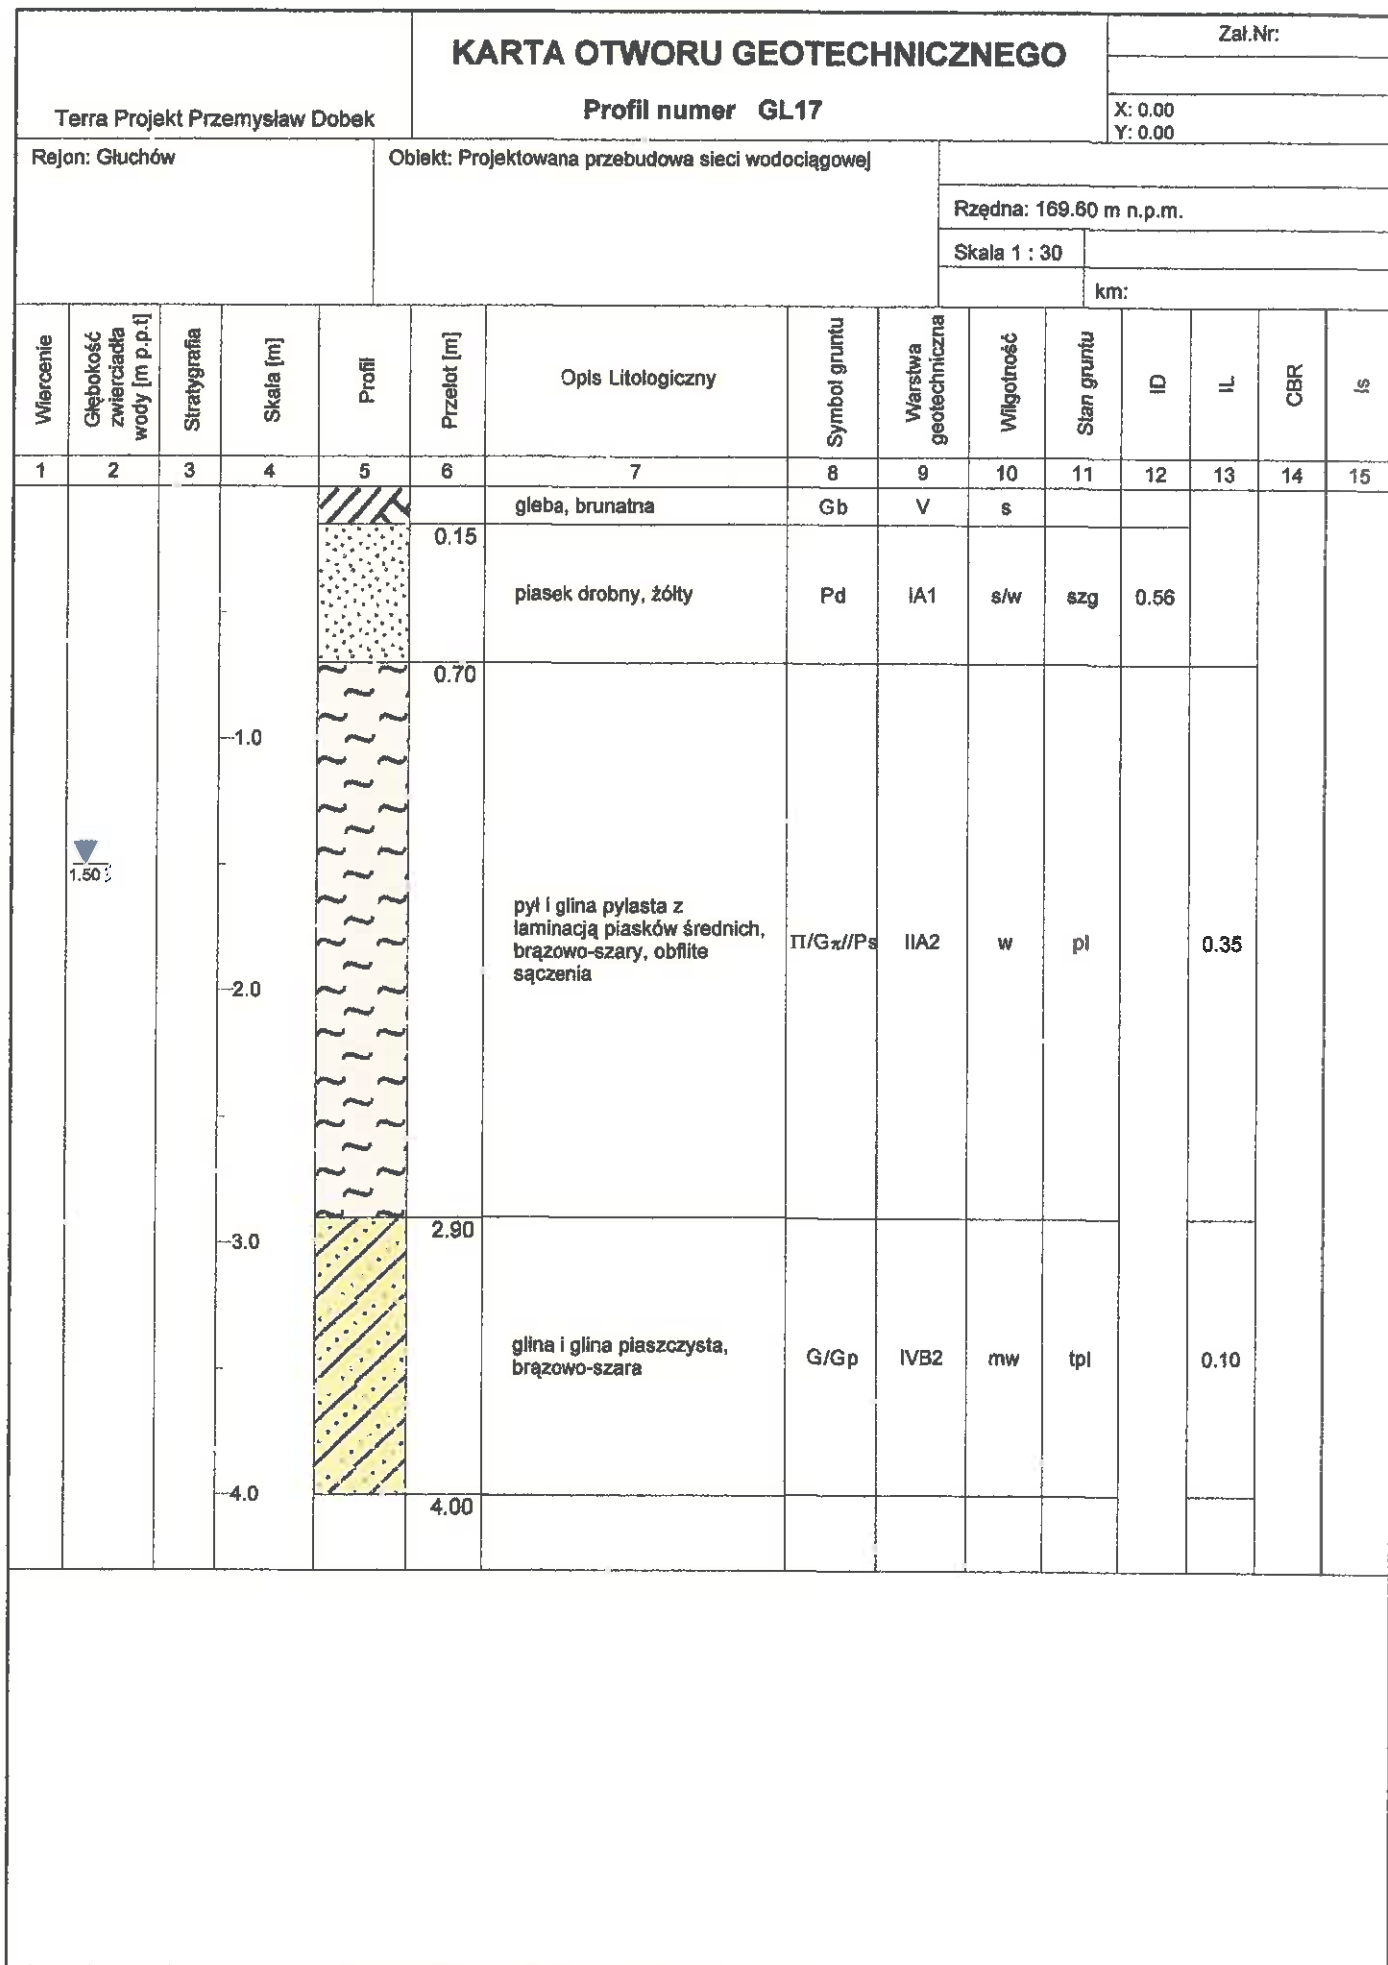 KARTA OTWORU GEOTECHNICZNEGO
Profil numer GL17
Zał.Nr:
Terra Projekt Przemysław Dobek
X: 0.00
Y: 0.00
Rejon: Głuchów
Obiekt: Projektowana przebudowa sieci wodociągowej
Rzędna: 169.60 m n.p.m.
Skala 1 : 30
km:
Wiercenie
Głębokość
zwierciadła
wody [m p.p.t]
Stratygrafia
Skala [m]
Profil
Przelot [m]
Opis Litologiczny
Symbol gruntu
Warstwa
geotechniczna
Wilgotność
Stan gruntu
ID
IL
CBR
Is
1 2 3 4 5 6 7 8 9 10 11 12 13 14 15
gleba, brunatna Gb V s
0.15
piasek drobny, żółty Pd IA1 s/w szg 0.56
0.70
1.0
1.50
pył i glina pylasta z
laminacją piasków średnich,
brązowo-szary, obfite
sączenia
Π/Gπ//Ps IIA2 w pl 0.35
2.0
2.90
3.0
glina i glina piaszczysta,
brązowo-szara
G/Gp IVB2 mw tpl 0.10
4.0
4.00